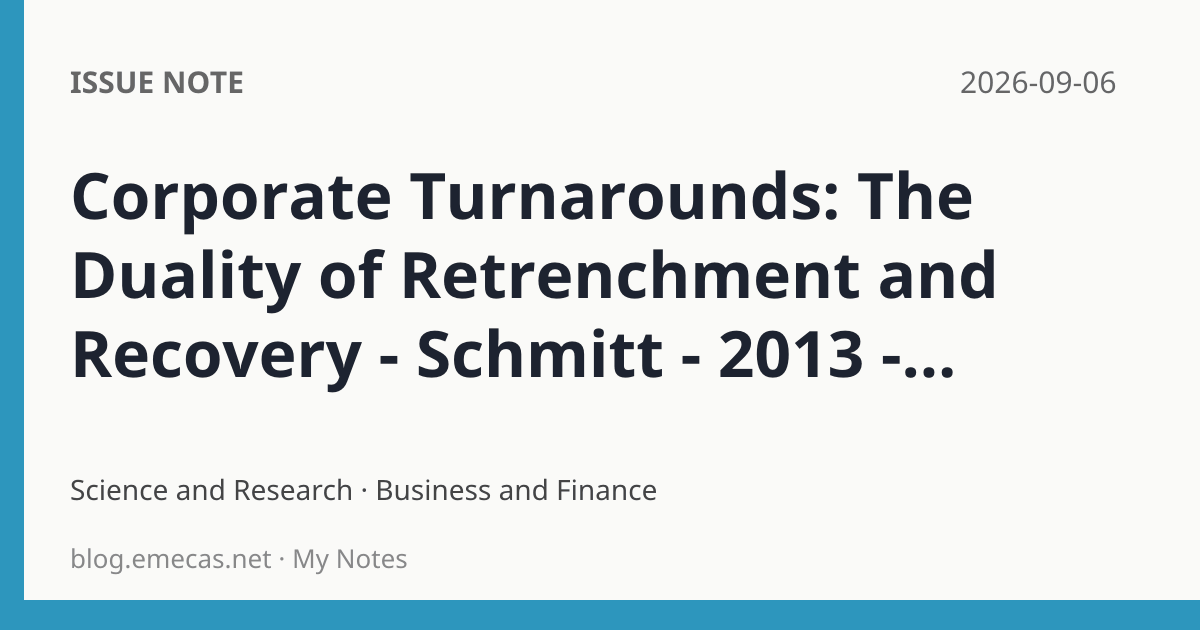 ISSUE NOTE
2026-09-06
Corporate Turnarounds: The
Duality of Retrenchment and
Recovery - Schmitt - 2013 -...
Science and Research · Business and Finance
blog.emecas.net · My Notes